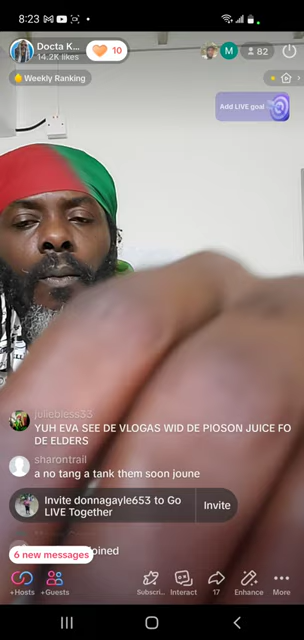 8:23
Docta K...
14.2K likes
10
M
82
Weekly Ranking
Add LIVE goal
juliebless33
YUH EVA SEE DE VLOGAS WID DE PIOSON JUICE FO
DE ELDERS
sharontrail
a no tang a tank them soon joune
Invite donnagayle653 to Go
LIVE Together
Invite
6 new messages
joined
+Hosts
+Guests
Subscri...
Interact
17
Enhance
More